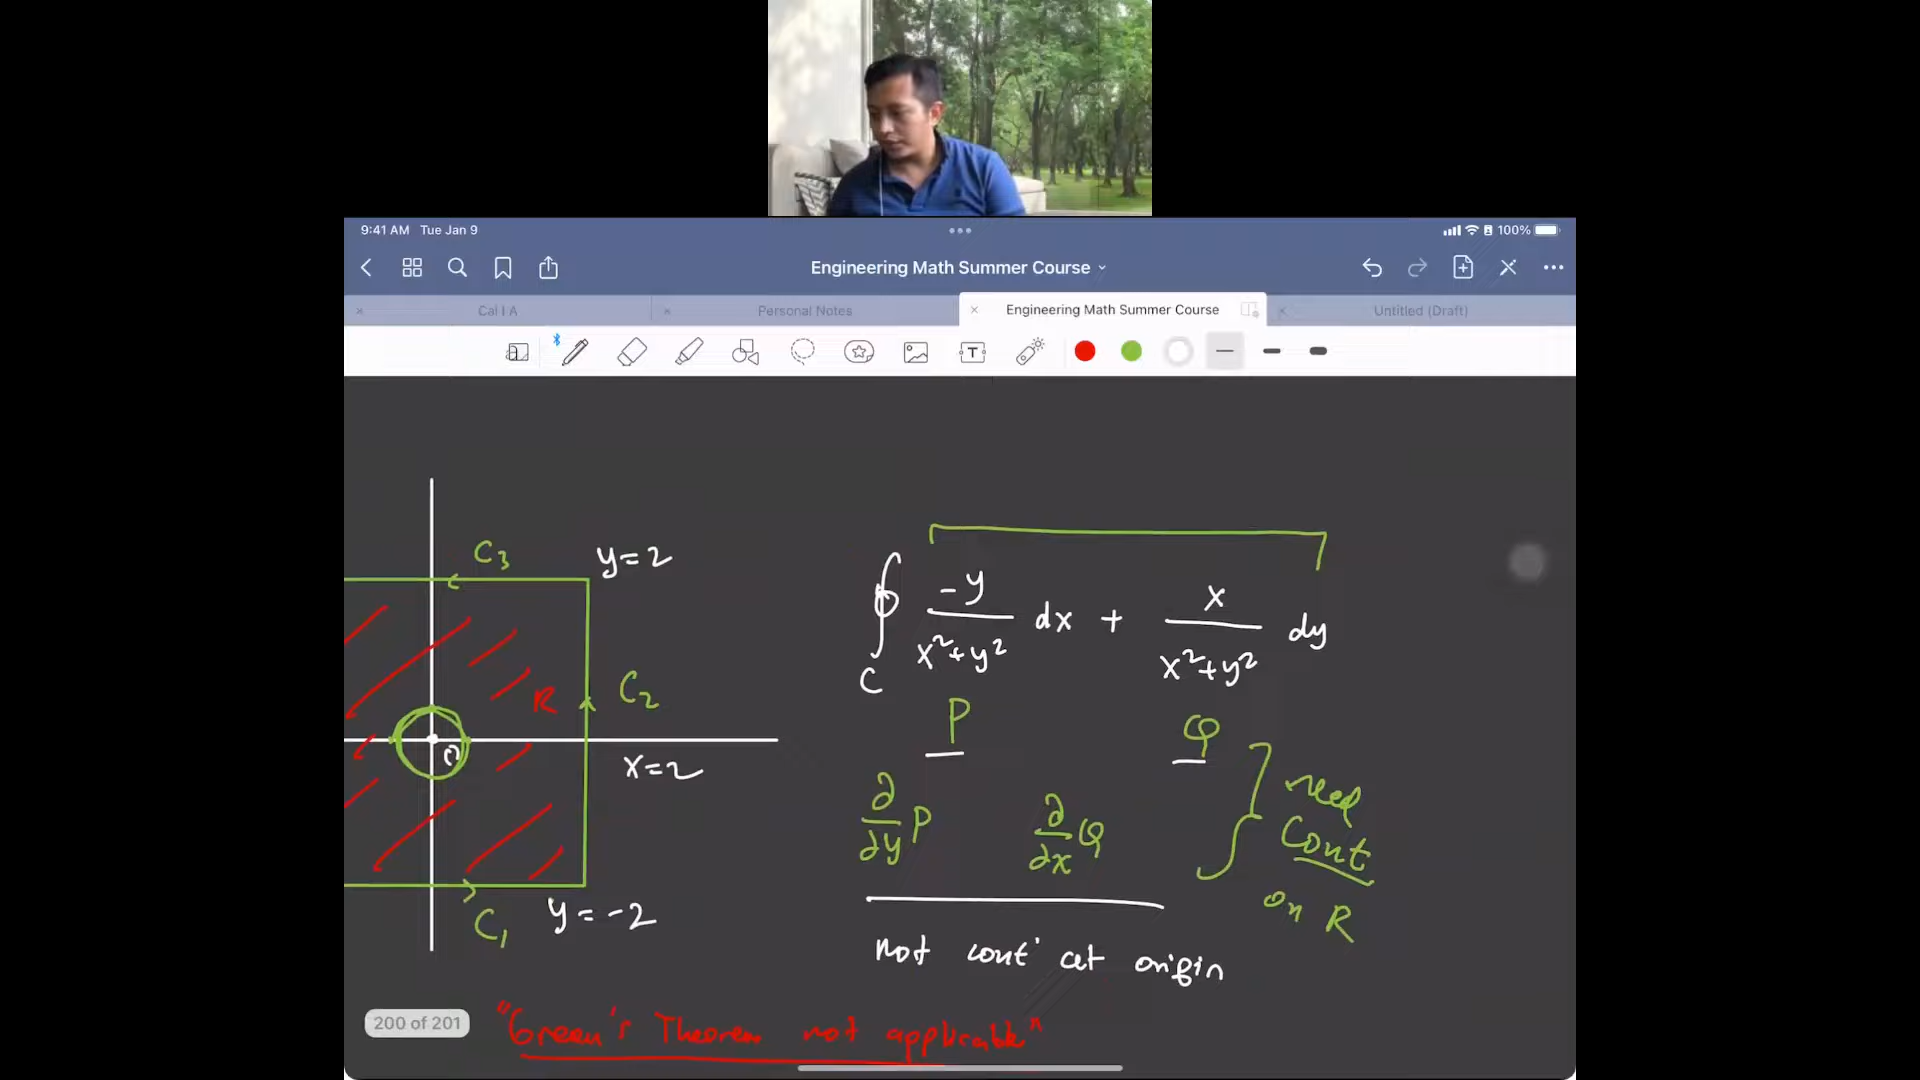 9:41 AM Tue Jan 9
100%
Engineering Math Summer Course
Cal I A
Personal Notes
Engineering Math Summer Course
Untitled (Draft)
C3
y=2
C2
R
0
x=2
C1
y=-2
∮C -y/(x²+y²) dx + x/(x²+y²) dy
P
Q
∂/∂y P
∂/∂x Q
need
Cont
on R
not cont' at origin
200 of 201
"Green's Theorem not applicable"